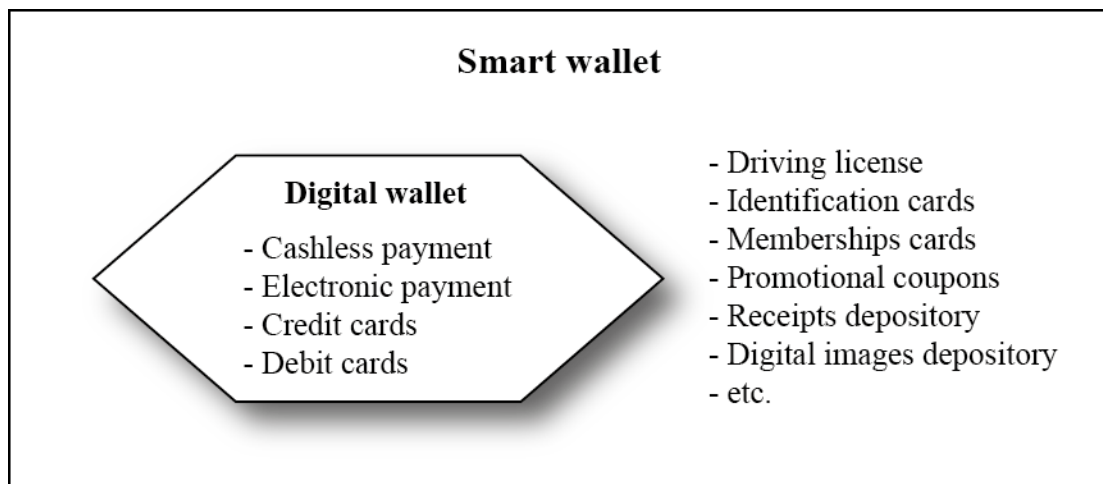 Smart wallet
Digital wallet
- Cashless payment
- Electronic payment
- Credit cards
- Debit cards
- Driving license
- Identification cards
- Memberships cards
- Promotional coupons
- Receipts depository
- Digital images depository
- etc.